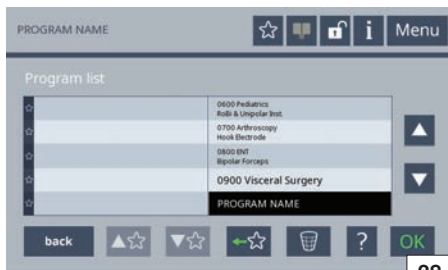 PROGRAM NAME
i
Menu
Program list
0600 Pediatrics
RoBi & Unipolar Inst.
0700 Arthroscopy
Hook Electrode
0800 ENT
Bipolar Forceps
0900 Visceral Surgery
PROGRAM NAME
back
?
OK